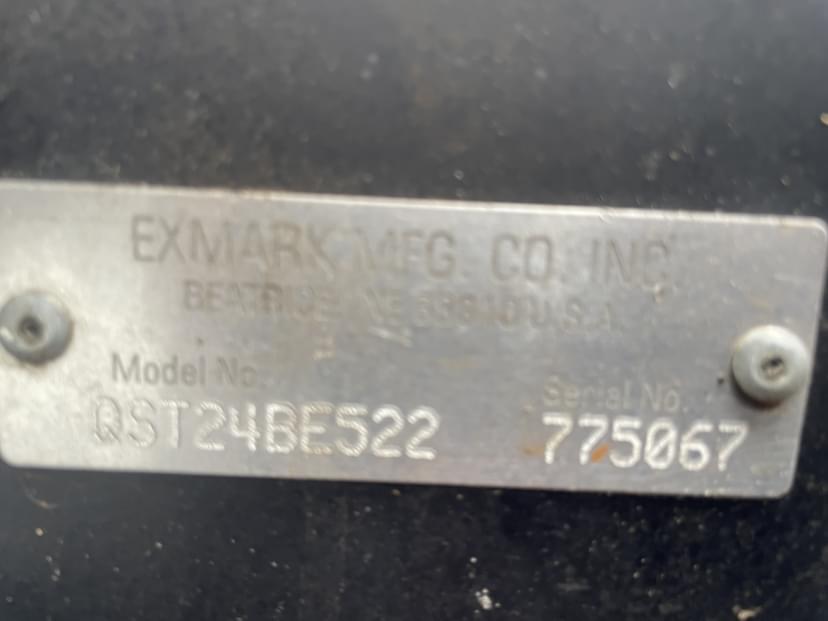 EXMARK MFG. CO. INC.
BEATRICE, NE 68310 U.S.A.
Model No. Serial No.
QST24BE522 775067